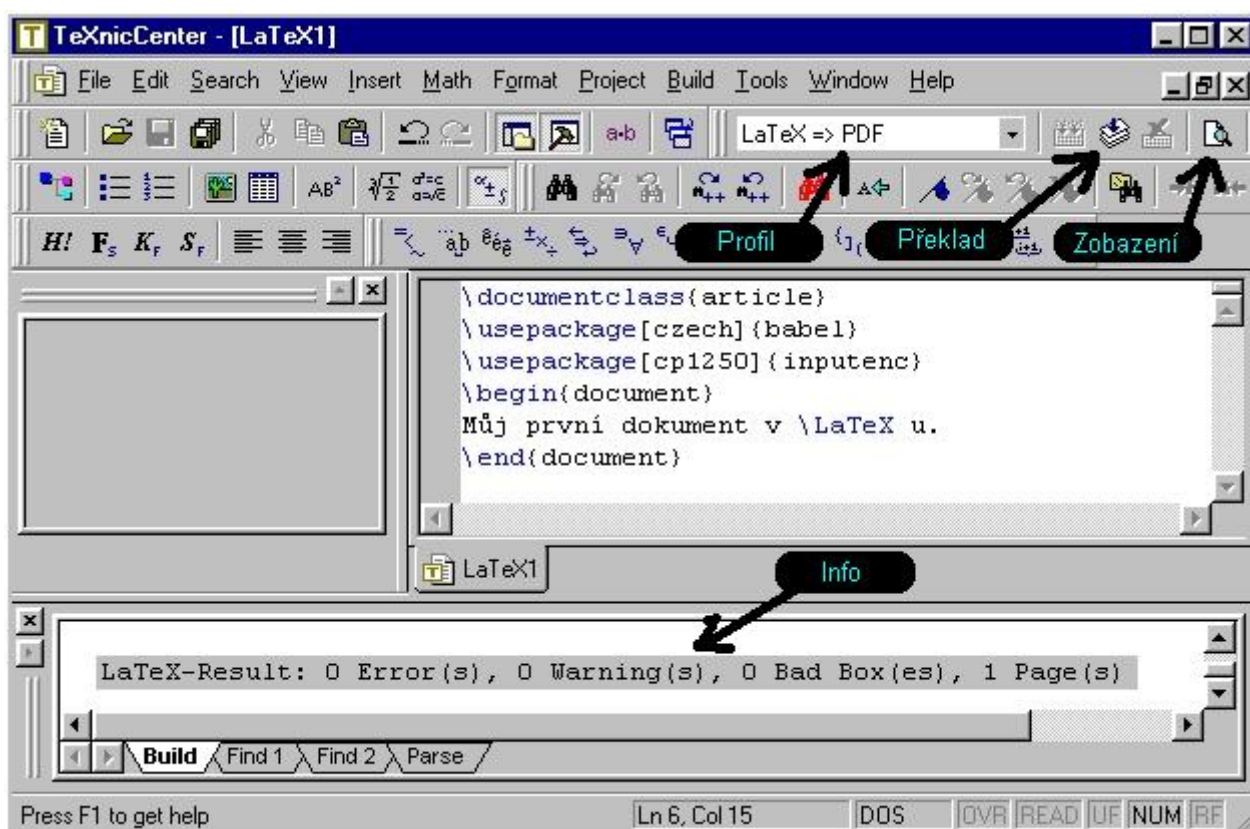 TeXnicCenter - [LaTeX1]
File Edit Search View Insert Math Format Project Build Tools Window Help
LaTeX => PDF
Profil
Překlad
Zobazení
\documentclass{article}
\usepackage[czech]{babel}
\usepackage[cp1250]{inputenc}
\begin{document}
Můj první dokument v \LaTeX u.
\end{document}
LaTeX1
Info
LaTeX-Result: 0 Error(s), 0 Warning(s), 0 Bad Box(es), 1 Page(s)
Build Find 1 Find 2 Parse
Press F1 to get help Ln 6, Col 15 DOS OVR READ UF NUM RF